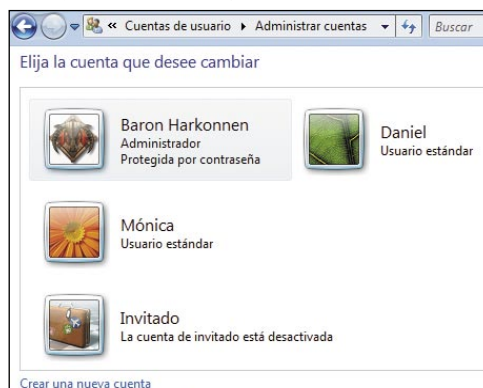 « Cuentas de usuario ▸ Administrar cuentas Buscar
Elija la cuenta que desee cambiar
Baron Harkonnen
Administrador
Protegida por contraseña
Daniel
Usuario estándar
Mónica
Usuario estándar
Invitado
La cuenta de invitado está desactivada
Crear una nueva cuenta